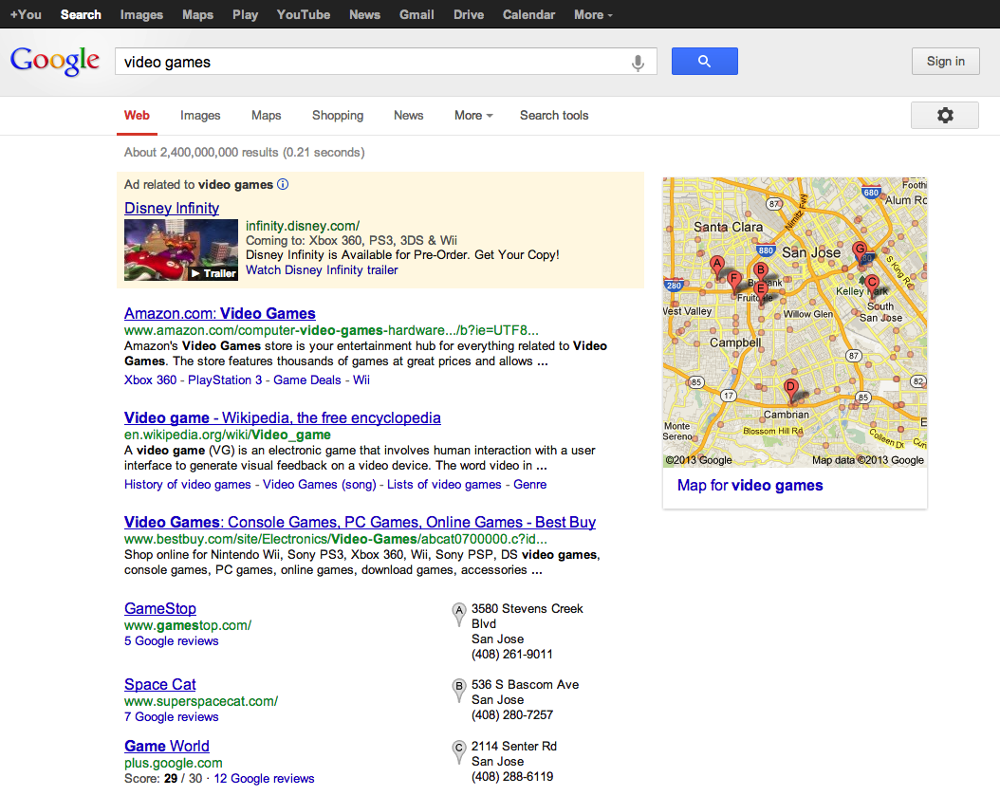 +You Search Images Maps Play YouTube News Gmail Drive Calendar More
Google video games Sign in
Web Images Maps Shopping News More Search tools
About 2,400,000,000 results (0.21 seconds)
Ad related to video games
Disney Infinity
infinity.disney.com/
Coming to: Xbox 360, PS3, 3DS & Wii
Disney Infinity is Available for Pre-Order. Get Your Copy!
Watch Disney Infinity trailer
Trailer
Amazon.com: Video Games
www.amazon.com/computer-video-games-hardware.../b?ie=UTF8...
Amazon's Video Games store is your entertainment hub for everything related to Video
Games. The store features thousands of games at great prices and allows ...
Xbox 360 - PlayStation 3 - Game Deals - Wii
Video game - Wikipedia, the free encyclopedia
en.wikipedia.org/wiki/Video_game
A video game (VG) is an electronic game that involves human interaction with a user
interface to generate visual feedback on a video device. The word video in ...
History of video games - Video Games (song) - Lists of video games - Genre
Video Games: Console Games, PC Games, Online Games - Best Buy
www.bestbuy.com/site/Electronics/Video-Games/abcat0700000.c?id...
Shop online for Nintendo Wii, Sony PS3, Xbox 360, Wii, Sony PSP, DS video games,
console games, PC games, online games, download games, accessories ...
GameStop
www.gamestop.com/
5 Google reviews
A 3580 Stevens Creek
Blvd
San Jose
(408) 261-9011
Space Cat
www.superspacecat.com/
7 Google reviews
B 536 S Bascom Ave
San Jose
(408) 280-7257
Game World
plus.google.com
Score: 29 / 30 · 12 Google reviews
C 2114 Senter Rd
San Jose
(408) 288-6119
Foothi
680
Alum Ro
87
Nimitz Fwy
Santa Clara
880
San Jose
G
S King Rd
A
F
B
E
C
280
Kelley Park
South
San Jose
West Valley
Willow Glen
Campbell
87
85
17
D
85
82
Cambrian
Monte
Sereno
Blossom Hill Rd
Colleen Dr
©2013 Google Map data ©2013 Google
Map for video games